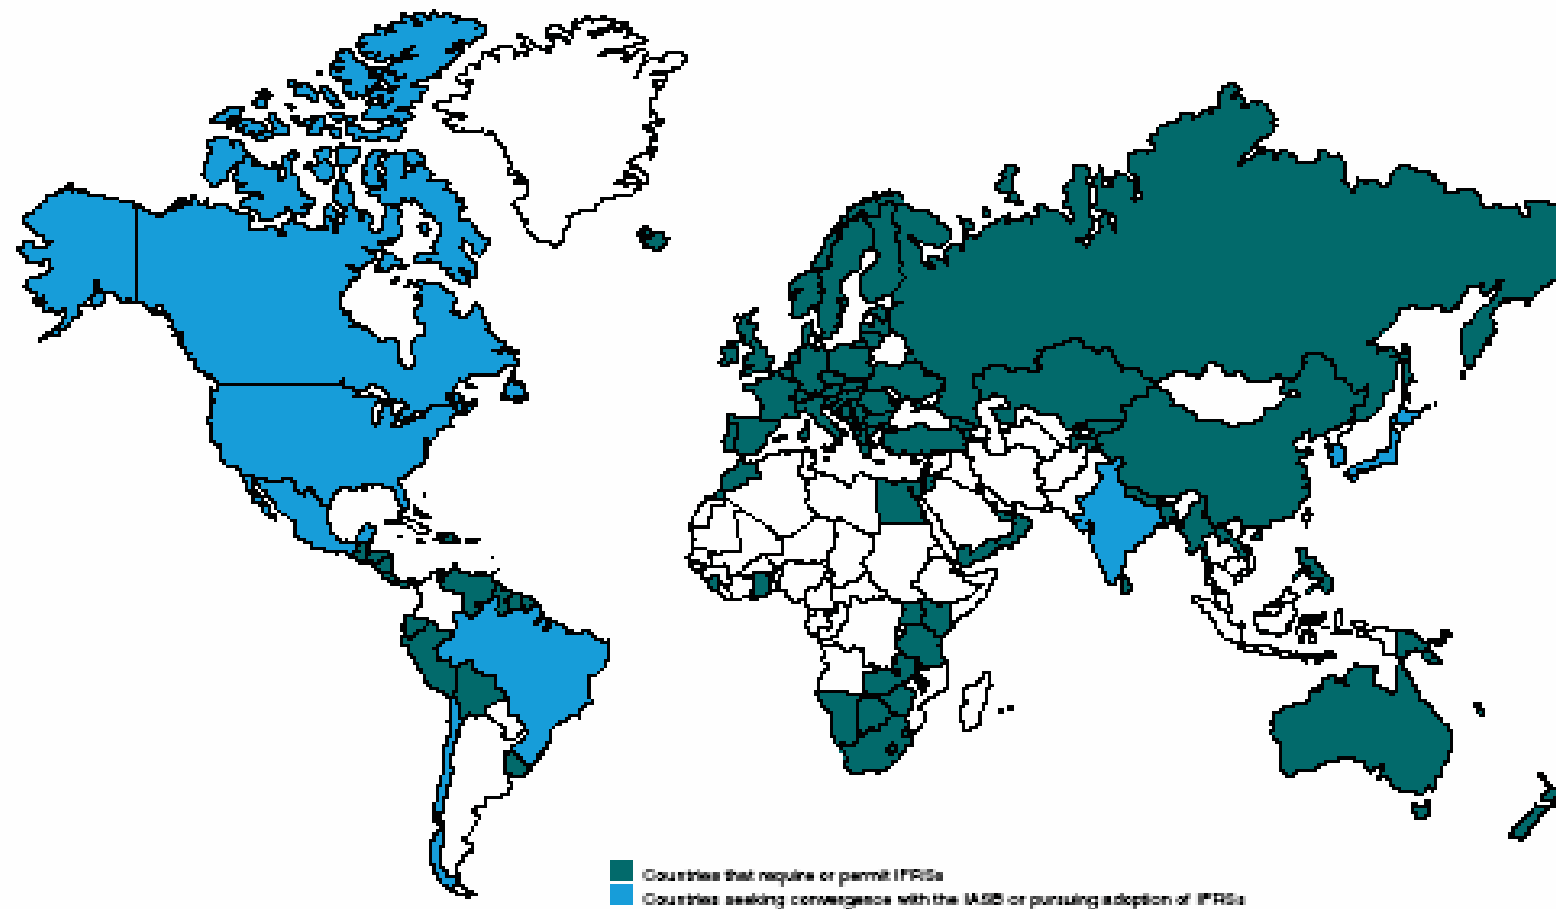 Countries that require or permit IFRSs
Countries seeking convergence with the IASB or pursuing adoption of IFRSs